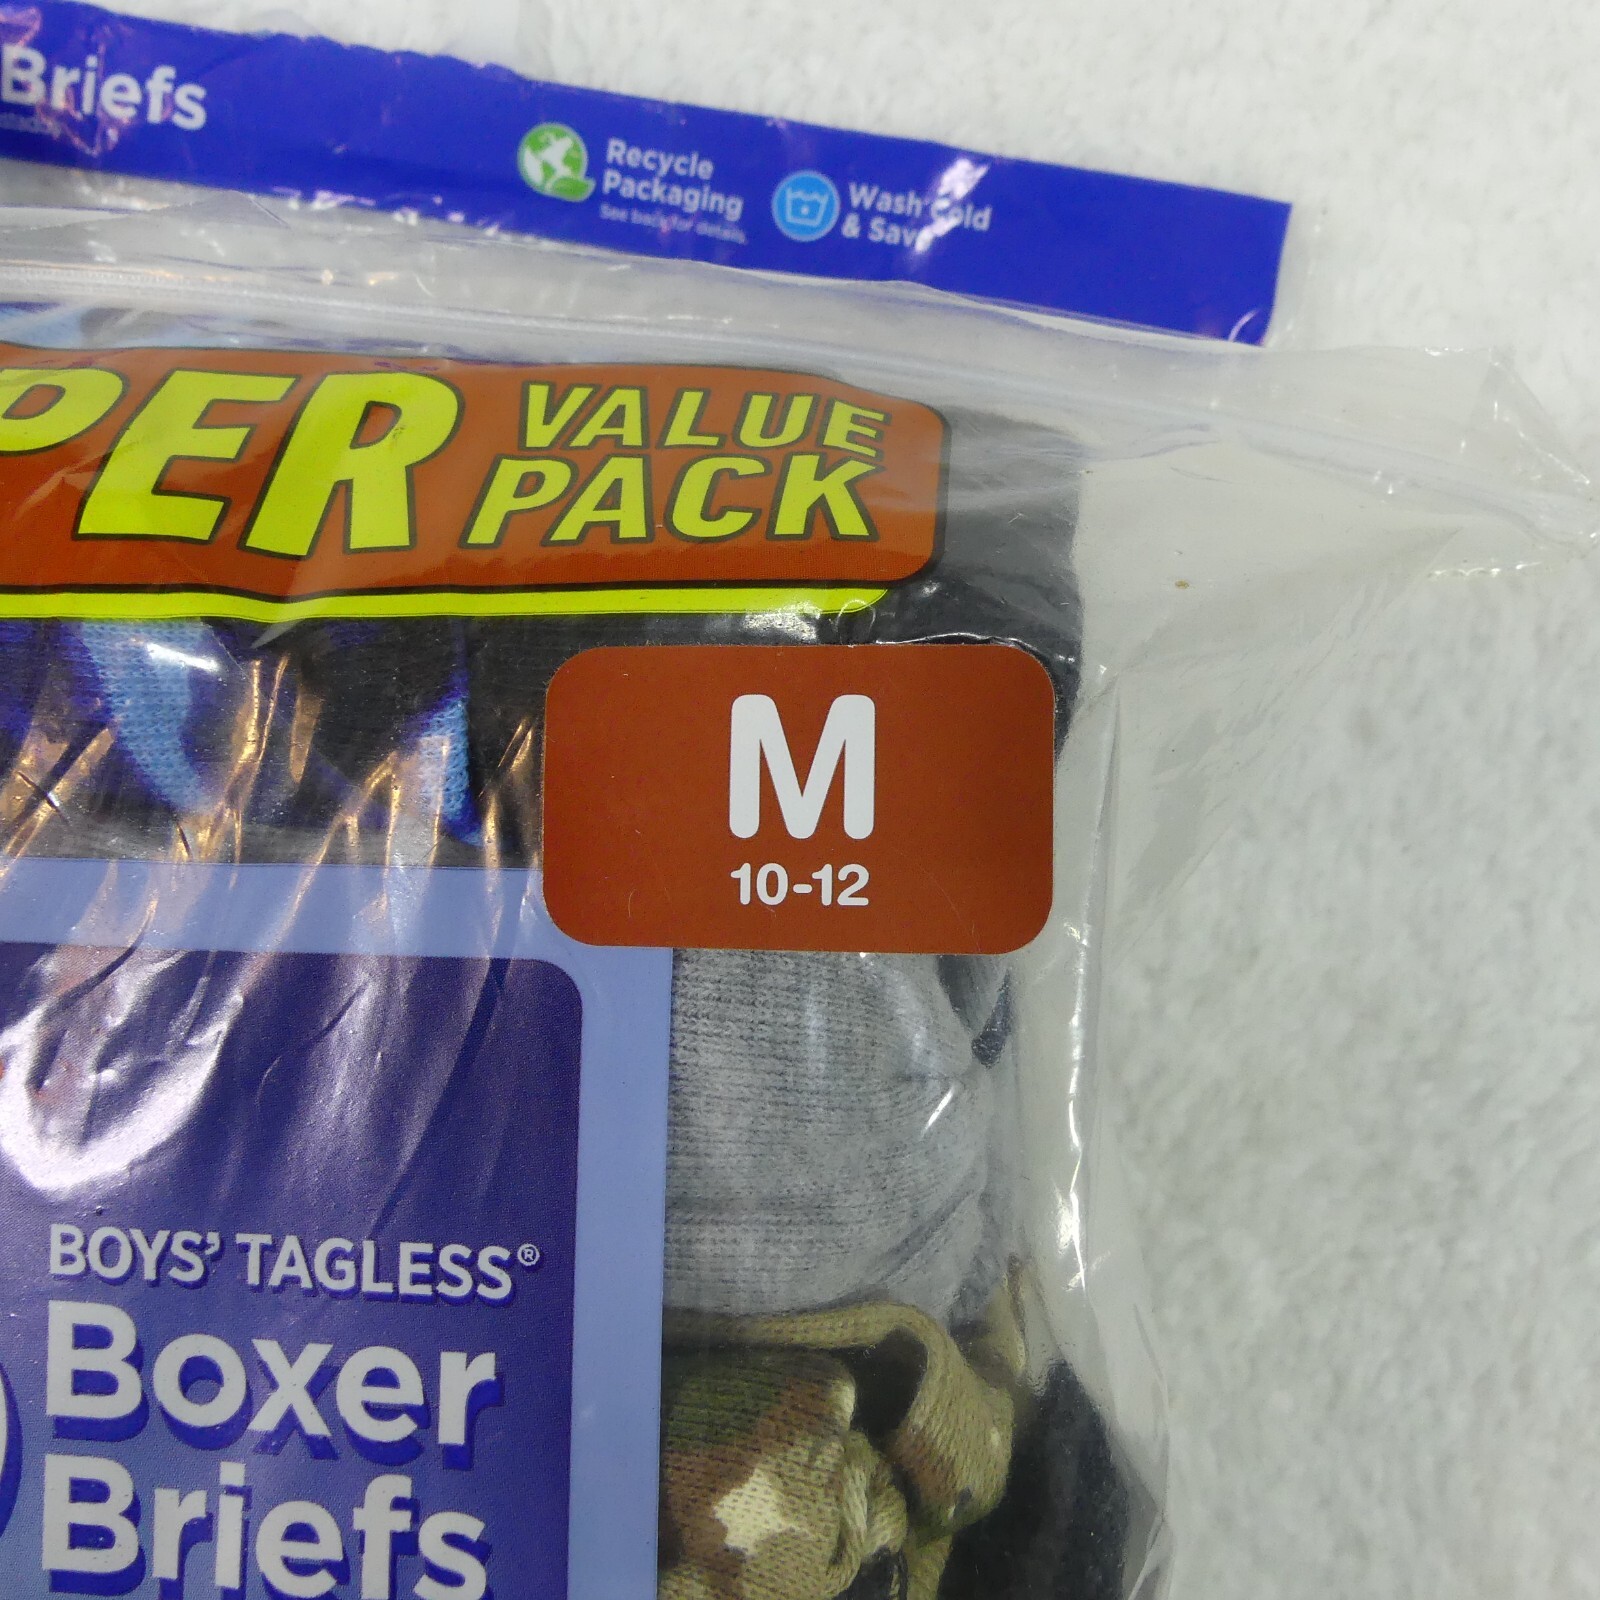 Briefs
Recycle
Packaging
See back for details.
Wash Cold
& Save
PER
VALUE
PACK
M
10-12
BOYS' TAGLESS®
Boxer
Briefs